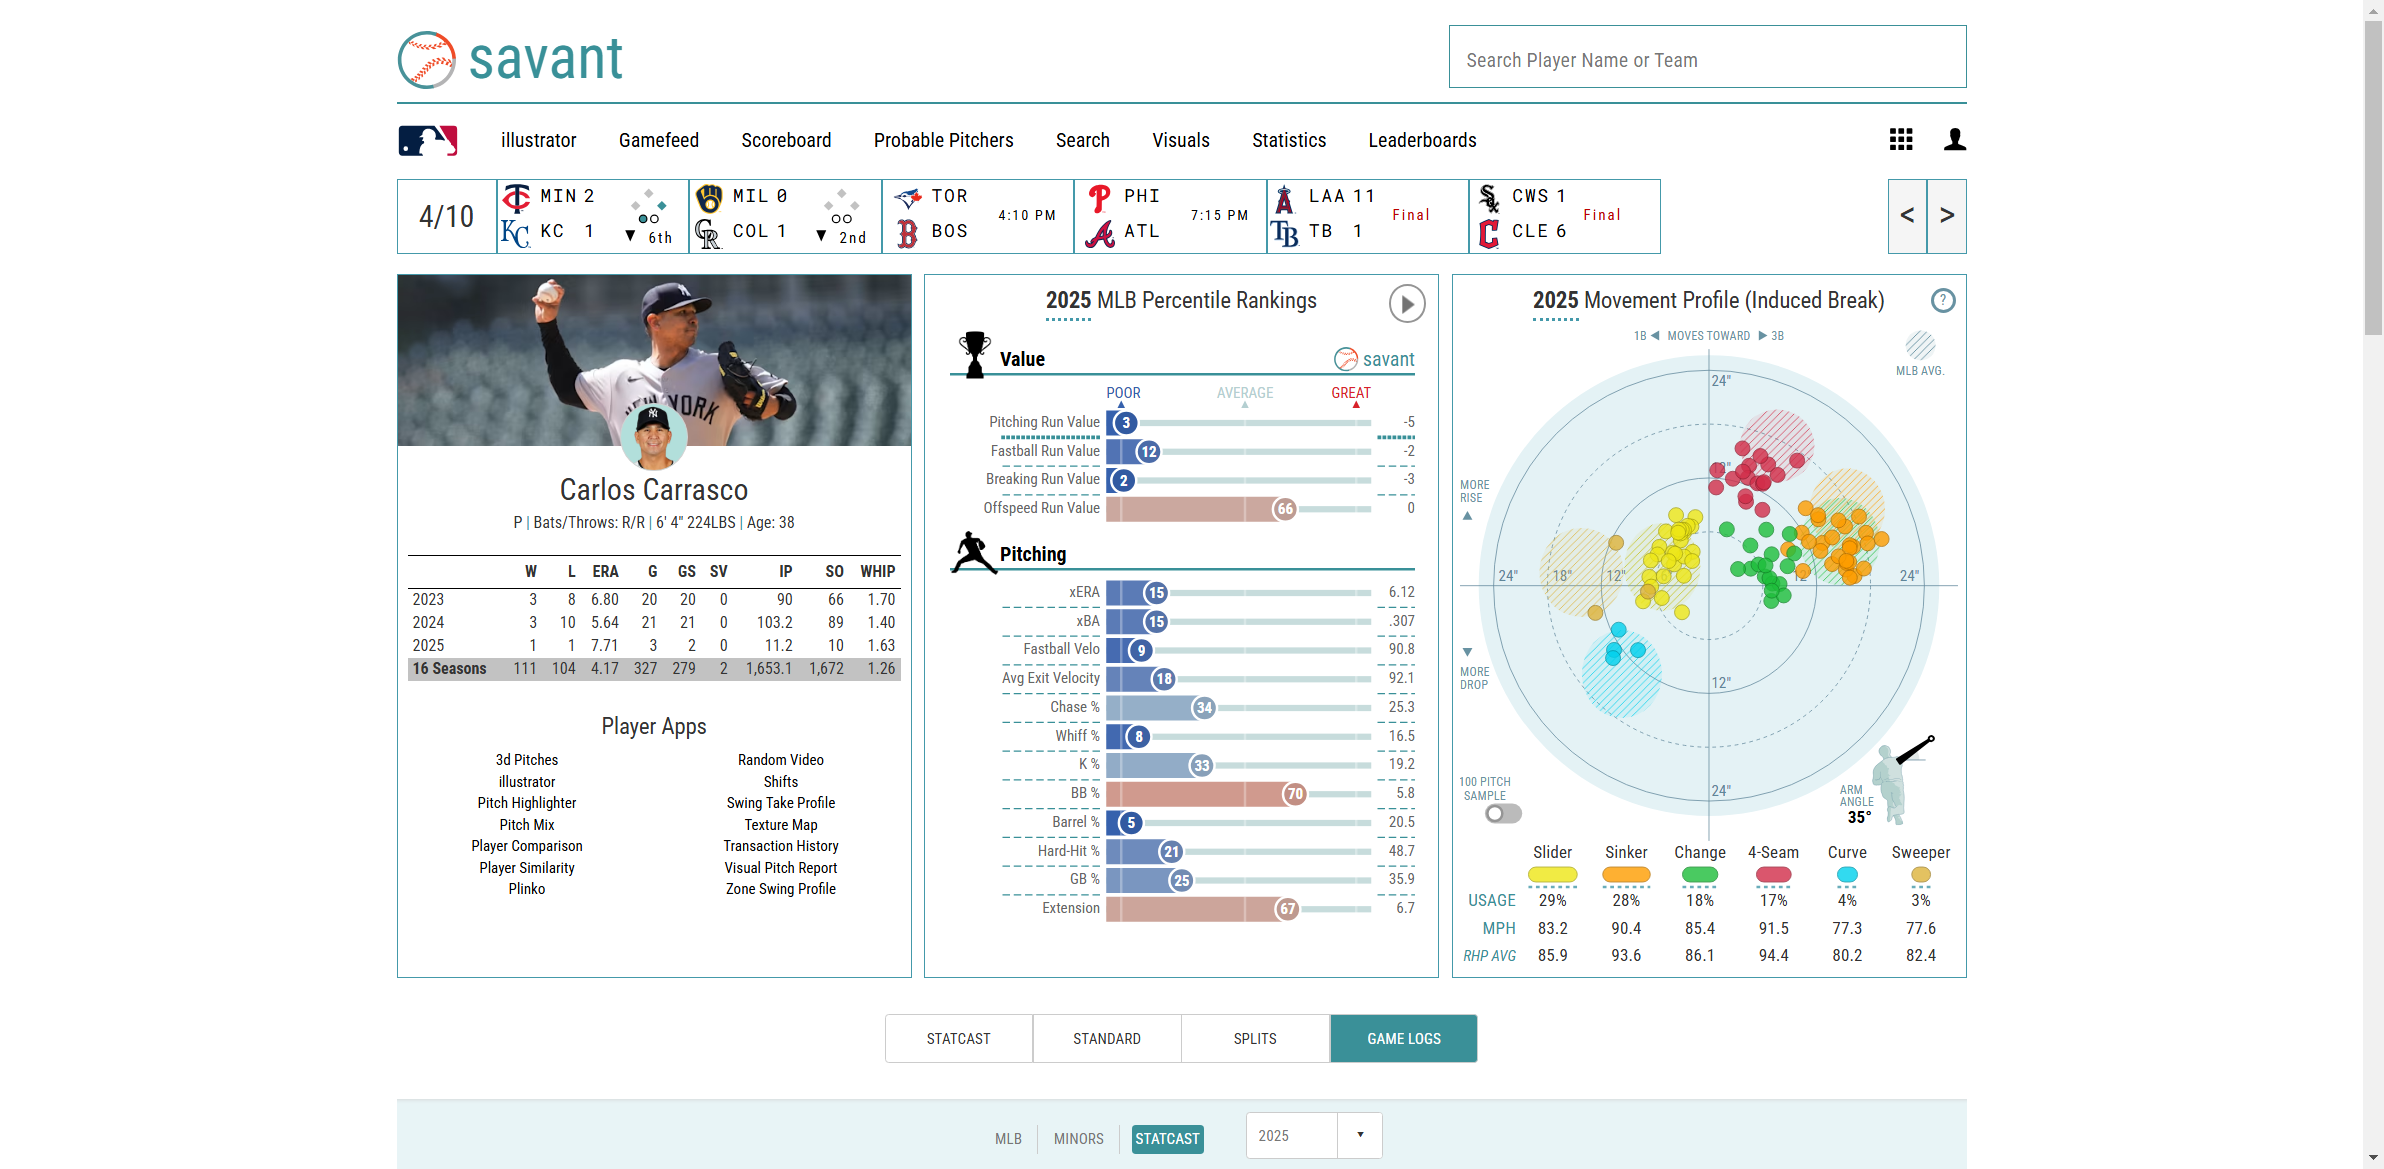 savant
Search Player Name or Team
illustrator Gamefeed Scoreboard Probable Pitchers Search Visuals Statistics Leaderboards
4/10
MIN 2
KC 1
6th
MIL 0
COL 1
2nd
TOR
BOS
4:10 PM
PHI
ATL
7:15 PM
LAA 11
TB 1
Final
CWS 1
CLE 6
Final
< >
NEW YORK
Carlos Carrasco
P | Bats/Throws: R/R | 6' 4" 224LBS | Age: 38
W L ERA G GS SV IP SO WHIP
2023 3 8 6.80 20 20 0 90 66 1.70
2024 3 10 5.64 21 21 0 103.2 89 1.40
2025 1 1 7.71 3 2 0 11.2 10 1.63
16 Seasons 111 104 4.17 327 279 2 1,653.1 1,672 1.26
Player Apps
3d Pitches Random Video
illustrator Shifts
Pitch Highlighter Swing Take Profile
Pitch Mix Texture Map
Player Comparison Transaction History
Player Similarity Visual Pitch Report
Plinko Zone Swing Profile
2025 MLB Percentile Rankings
Value
savant
POOR AVERAGE GREAT
Pitching Run Value 3 -5
Fastball Run Value 12 -2
Breaking Run Value 2 -3
Offspeed Run Value 66 0
Pitching
xERA 15 6.12
xBA 15 .307
Fastball Velo 9 90.8
Avg Exit Velocity 18 92.1
Chase % 34 25.3
Whiff % 8 16.5
K % 33 19.2
BB % 70 5.8
Barrel % 5 20.5
Hard-Hit % 21 48.7
GB % 25 35.9
Extension 67 6.7
2025 Movement Profile (Induced Break)
?
1B ◀ MOVES TOWARD ▶ 3B
MLB AVG.
24"
12"
MORE
RISE
24" 18" 12" 12" 24"
MORE
DROP
12"
24"
100 PITCH
SAMPLE
ARM
ANGLE
35°
Slider Sinker Change 4-Seam Curve Sweeper
USAGE 29% 28% 18% 17% 4% 3%
MPH 83.2 90.4 85.4 91.5 77.3 77.6
RHP AVG 85.9 93.6 86.1 94.4 80.2 82.4
STATCAST STANDARD SPLITS GAME LOGS
MLB MINORS STATCAST 2025